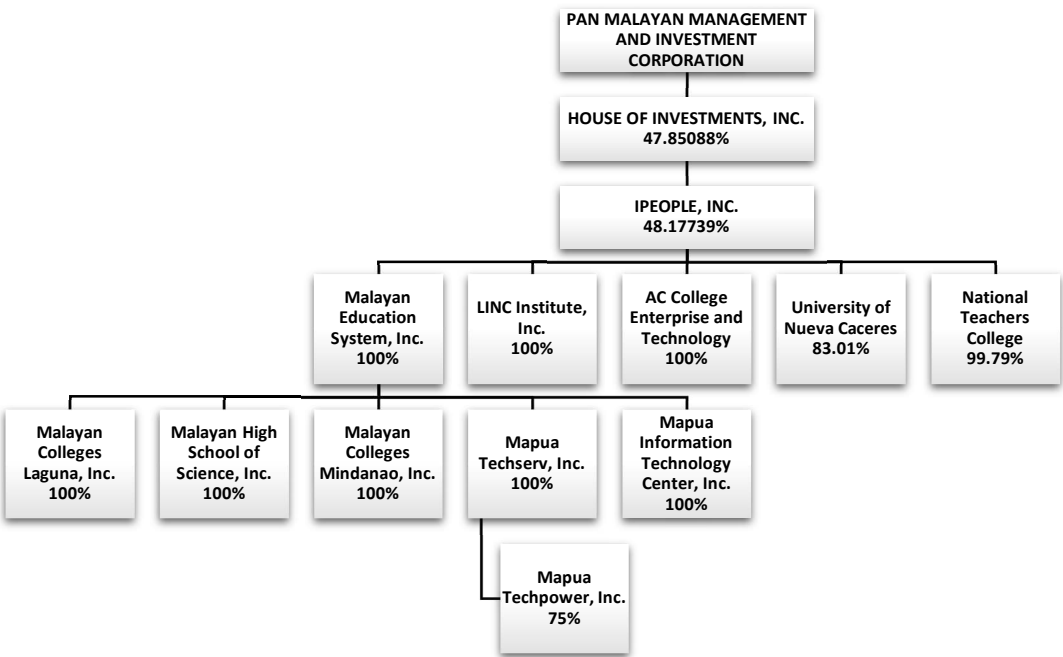 PAN MALAYAN MANAGEMENT
AND INVESTMENT
CORPORATION
HOUSE OF INVESTMENTS, INC.
47.85088%
IPEOPLE, INC.
48.17739%
Malayan
Education
System, Inc.
100%
LINC Institute,
Inc.
100%
AC College
Enterprise and
Technology
100%
University of
Nueva Caceres
83.01%
National
Teachers
College
99.79%
Malayan
Colleges
Laguna, Inc.
100%
Malayan High
School of
Science, Inc.
100%
Malayan
Colleges
Mindanao, Inc.
100%
Mapua
Techserv, Inc.
100%
Mapua
Information
Technology
Center, Inc.
100%
Mapua
Techpower, Inc.
75%